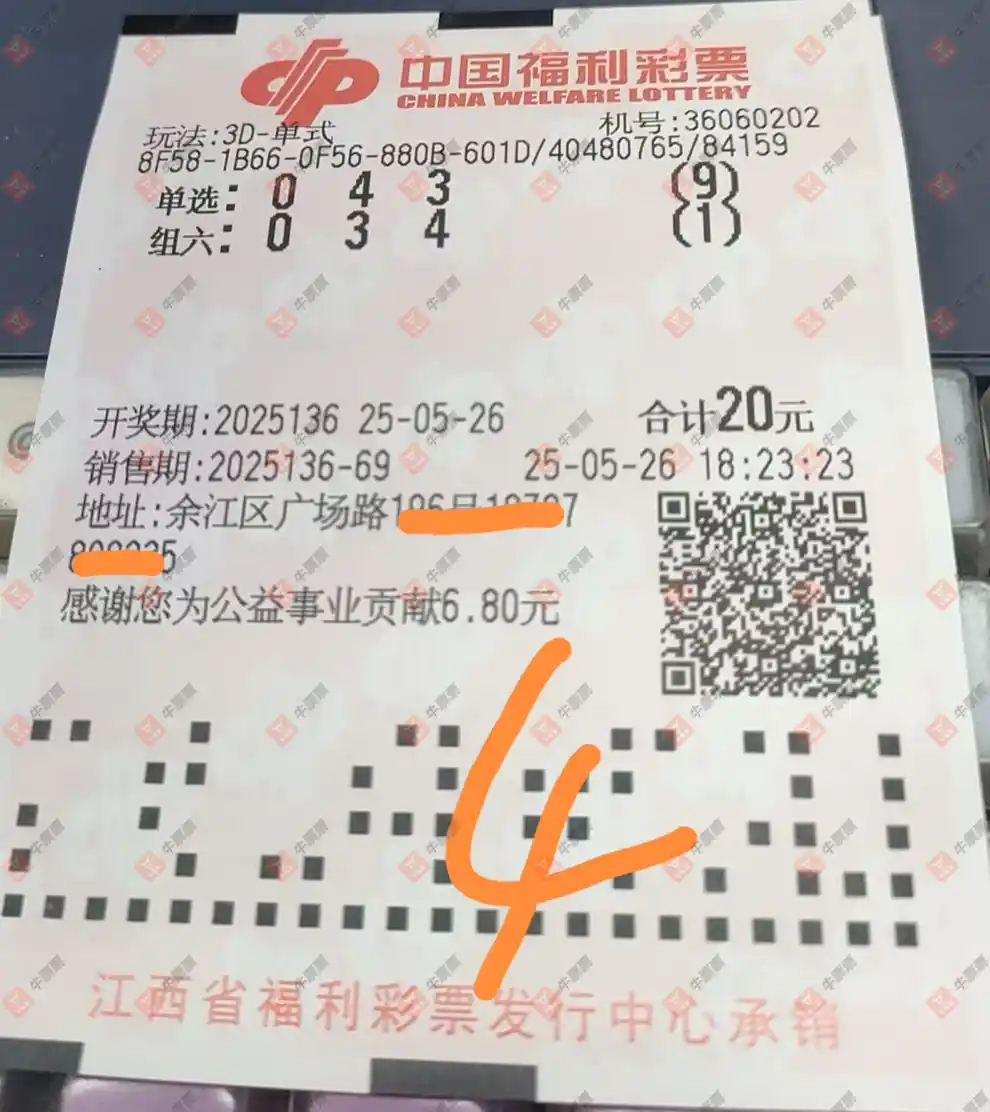 中国福利彩票
CHINA WELFARE LOTTERY
玩法:3D-单式 机号:36060202
8F58-1B66-0F56-880B-601D/40480765/84159
单选: 0 4 3 (9)
组六: 0 3 4 (1)
开奖期:2025136 25-05-26 合计20元
销售期:2025136-69 25-05-26 18:23:23
地址:余江区广场路
感谢您为公益事业贡献6.80元
4
江西省福利彩票发行中心承销
牛票票